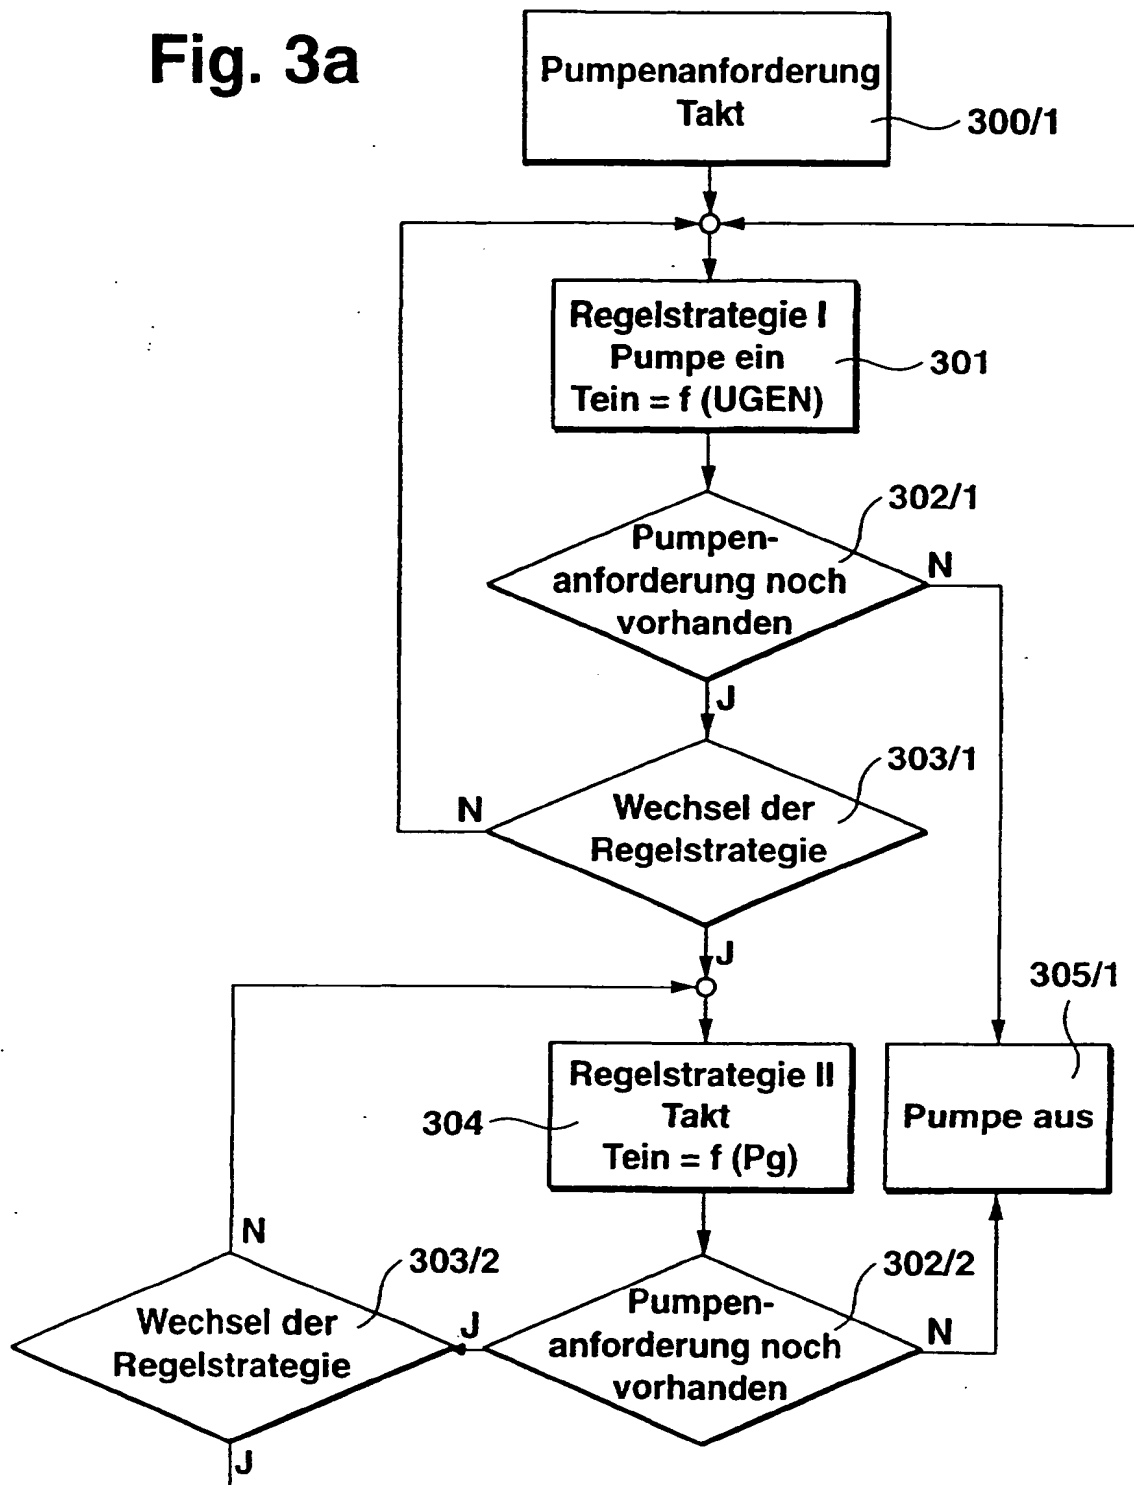 Fig. 3a
Pumpenanforderung
Takt
300/1
Regelstrategie I
Pumpe ein
Tein = f (UGEN)
301
302/1
Pumpen-
anforderung noch
vorhanden
N
J
303/1
N
Wechsel der
Regelstrategie
J
305/1
Regelstrategie II
Takt
Tein = f (Pg)
304
Pumpe aus
N
303/2
302/2
Wechsel der
Regelstrategie
J
Pumpen-
anforderung noch
vorhanden
N
J